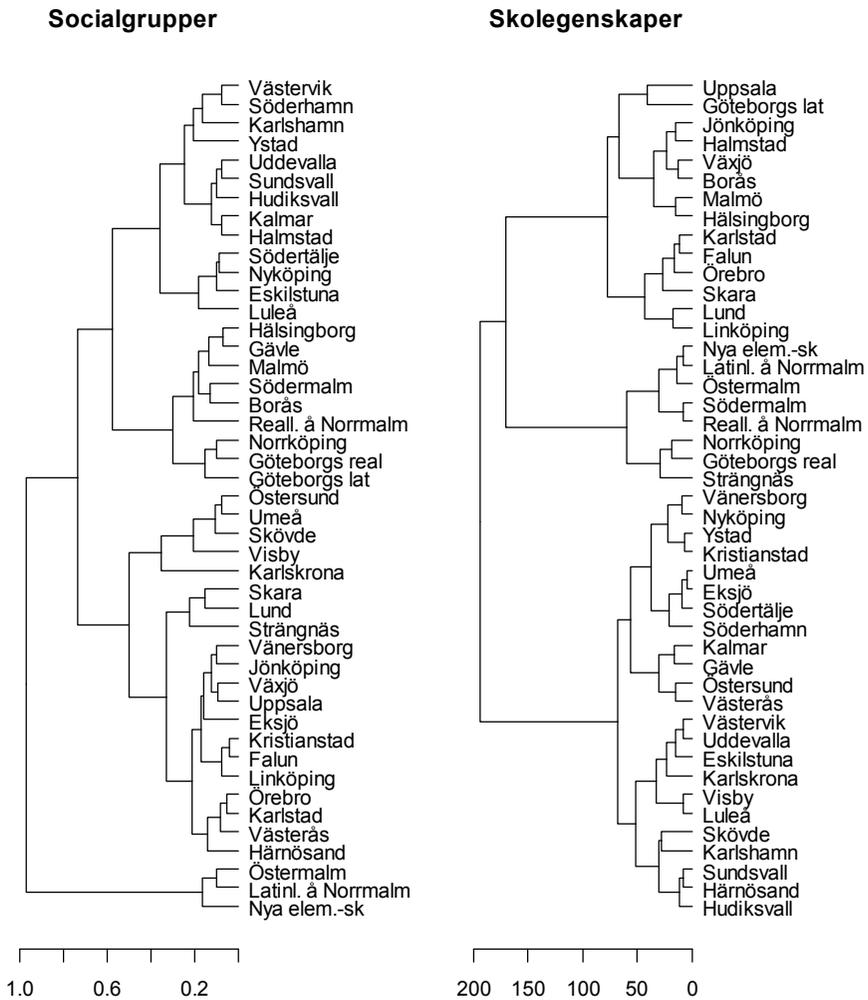 Socialgrupper
Västervik
Söderhamn
Karlshamn
Ystad
Uddevalla
Sundsvall
Hudiksvall
Kalmar
Halmstad
Södertälje
Nyköping
Eskilstuna
Luleå
Hälsingborg
Gävle
Malmö
Södermalm
Borås
Reall. å Norrmalm
Norrköping
Göteborgs real
Göteborgs lat
Östersund
Umeå
Skövde
Visby
Karlskrona
Skara
Lund
Strängnäs
Vänersborg
Jönköping
Växjö
Uppsala
Eksjö
Kristianstad
Falun
Linköping
Örebro
Karlstad
Västerås
Härnösand
Östermalm
Latinl. å Norrmalm
Nya elem.-sk
1.0 0.6 0.2
Skolegenskaper
Uppsala
Göteborgs lat
Jönköping
Halmstad
Växjö
Borås
Malmö
Hälsingborg
Karlstad
Falun
Örebro
Skara
Lund
Linköping
Nya elem.-sk
Latinl. å Norrmalm
Östermalm
Södermalm
Reall. å Norrmalm
Norrköping
Göteborgs real
Strängnäs
Vänersborg
Nyköping
Ystad
Kristianstad
Umeå
Eksjö
Södertälje
Söderhamn
Kalmar
Gävle
Östersund
Västerås
Västervik
Uddevalla
Eskilstuna
Karlskrona
Visby
Luleå
Skövde
Karlshamn
Sundsvall
Härnösand
Hudiksvall
200 150 100 50 0